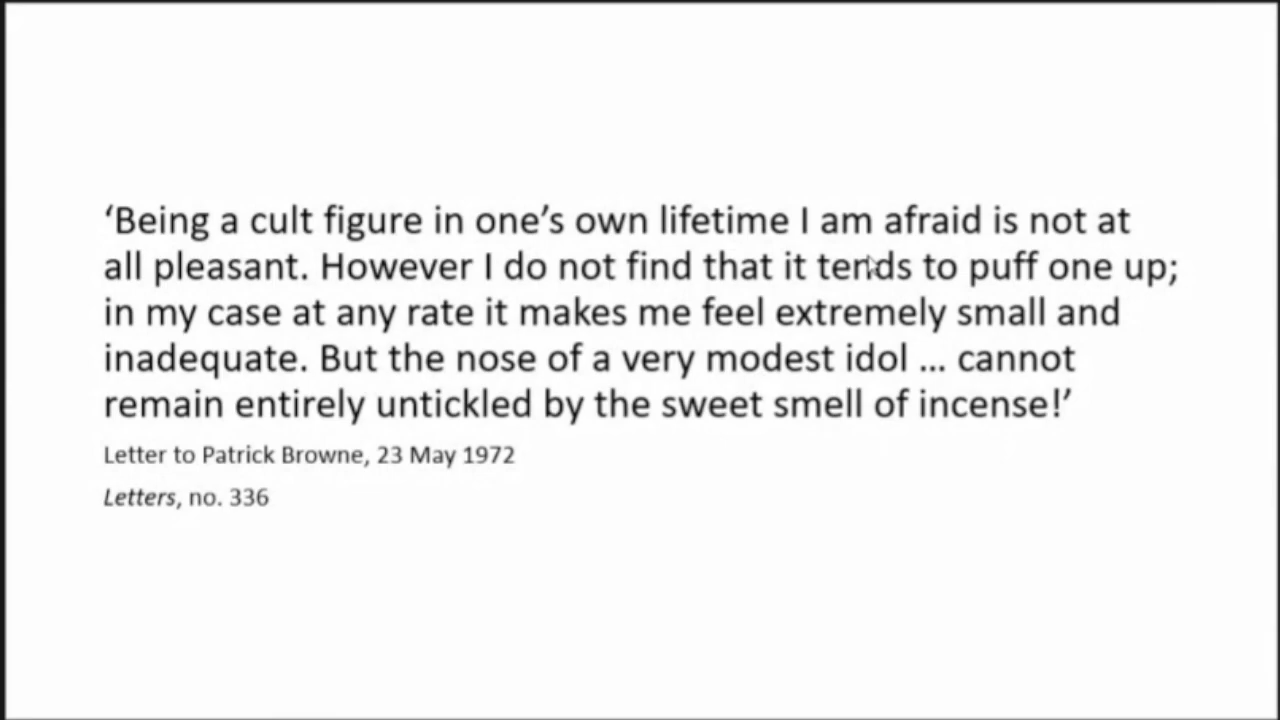 ‘Being a cult figure in one’s own lifetime I am afraid is not at
all pleasant. However I do not find that it tends to puff one up;
in my case at any rate it makes me feel extremely small and
inadequate. But the nose of a very modest idol ... cannot
remain entirely untickled by the sweet smell of incense!’
Letter to Patrick Browne, 23 May 1972
Letters, no. 336